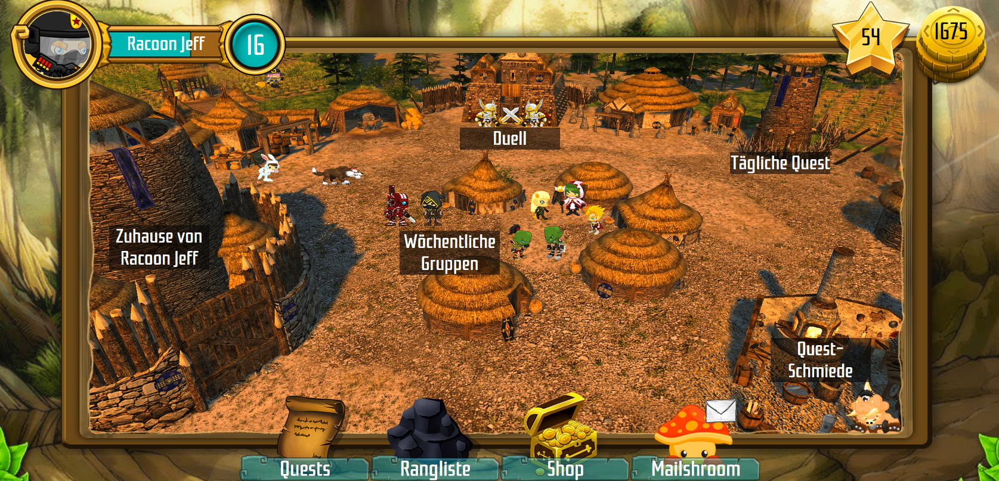 Racoon Jeff
16
54
1675
Duell
Tägliche Quest
Zuhause von
Racoon Jeff
Wöchentliche
Gruppen
Quest-
Schmiede
Quests
Rangliste
Shop
Mailshroom